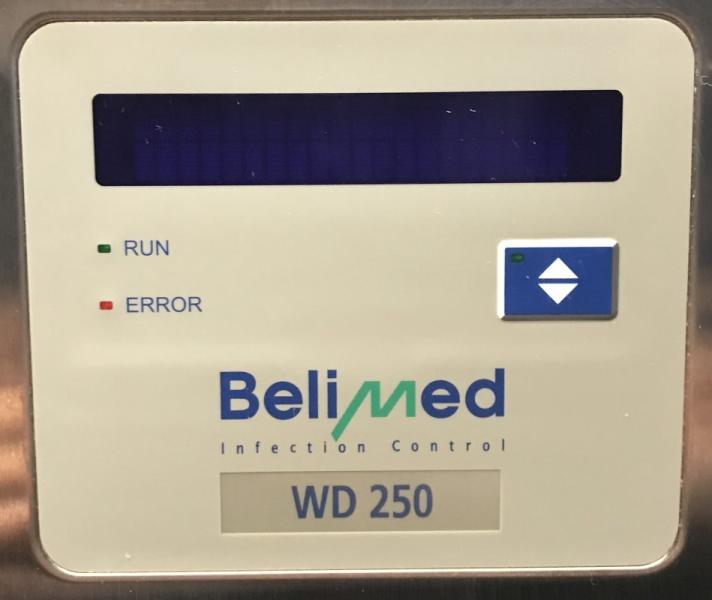 RUN
ERROR
BeliMed
Infection Control
WD 250